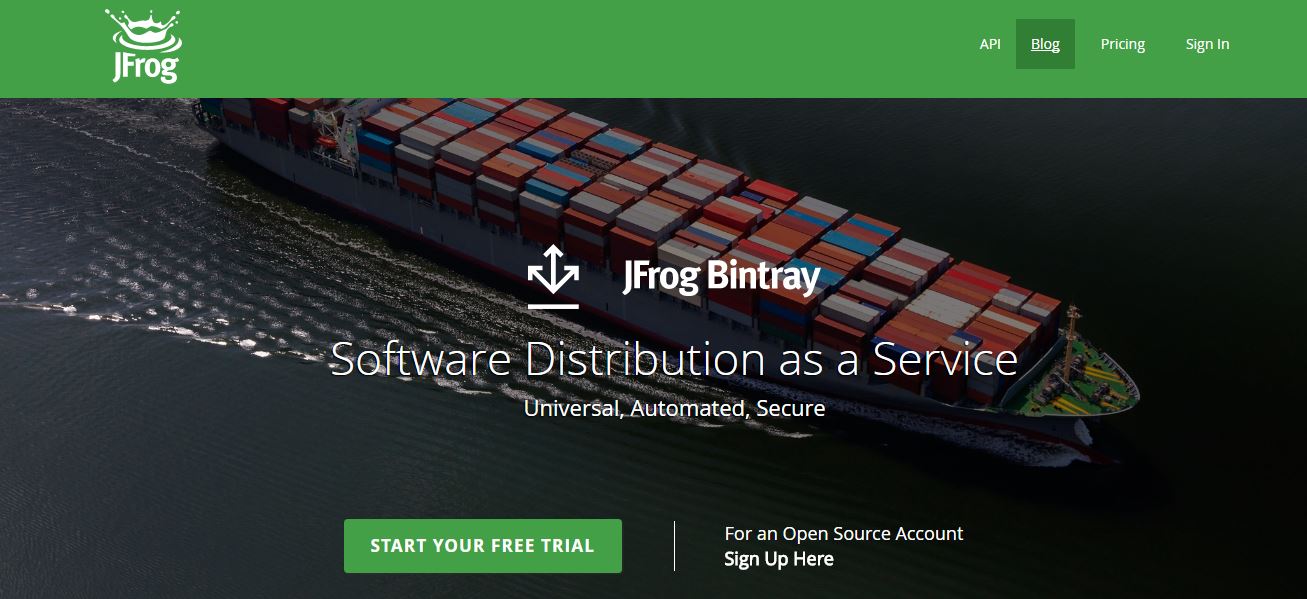 JFrog
API
Blog
Pricing
Sign In
JFrog Bintray
Software Distribution as a Service
Universal, Automated, Secure
START YOUR FREE TRIAL
For an Open Source Account
Sign Up Here